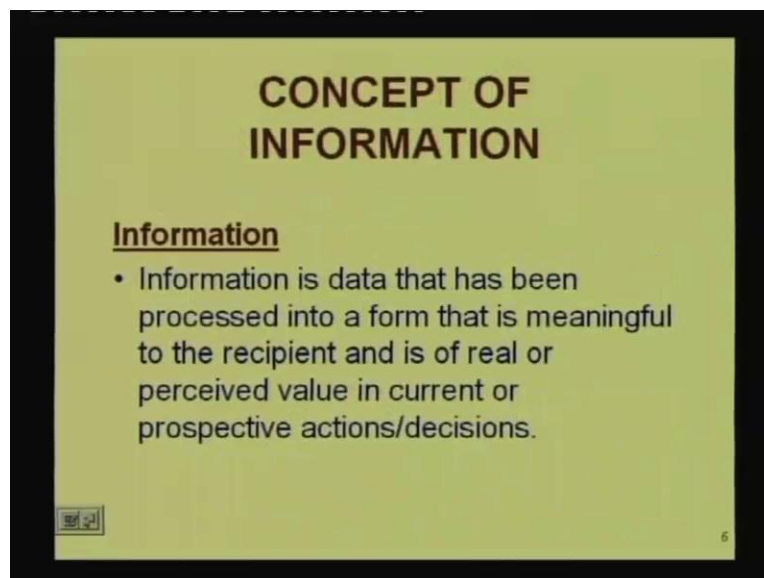 CONCEPT OF
INFORMATION
Information
• Information is data that has been
processed into a form that is meaningful
to the recipient and is of real or
perceived value in current or
prospective actions/decisions.
6